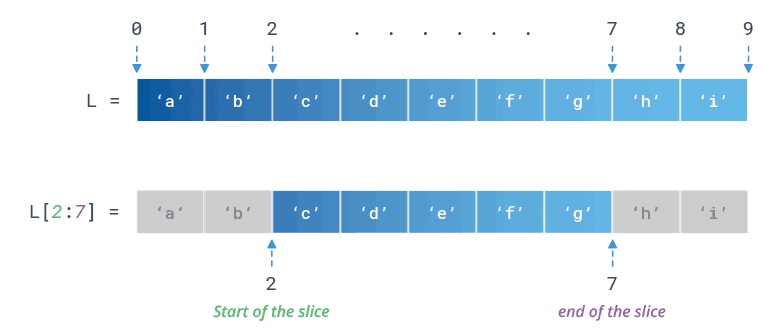 0 1 2 . . . . . . 7 8 9
L = ‘a’ ‘b’ ‘c’ ‘d’ ‘e’ ‘f’ ‘g’ ‘h’ ‘i’
L[2:7] = ‘a’ ‘b’ ‘c’ ‘d’ ‘e’ ‘f’ ‘g’ ‘h’ ‘i’
2 7
Start of the slice end of the slice